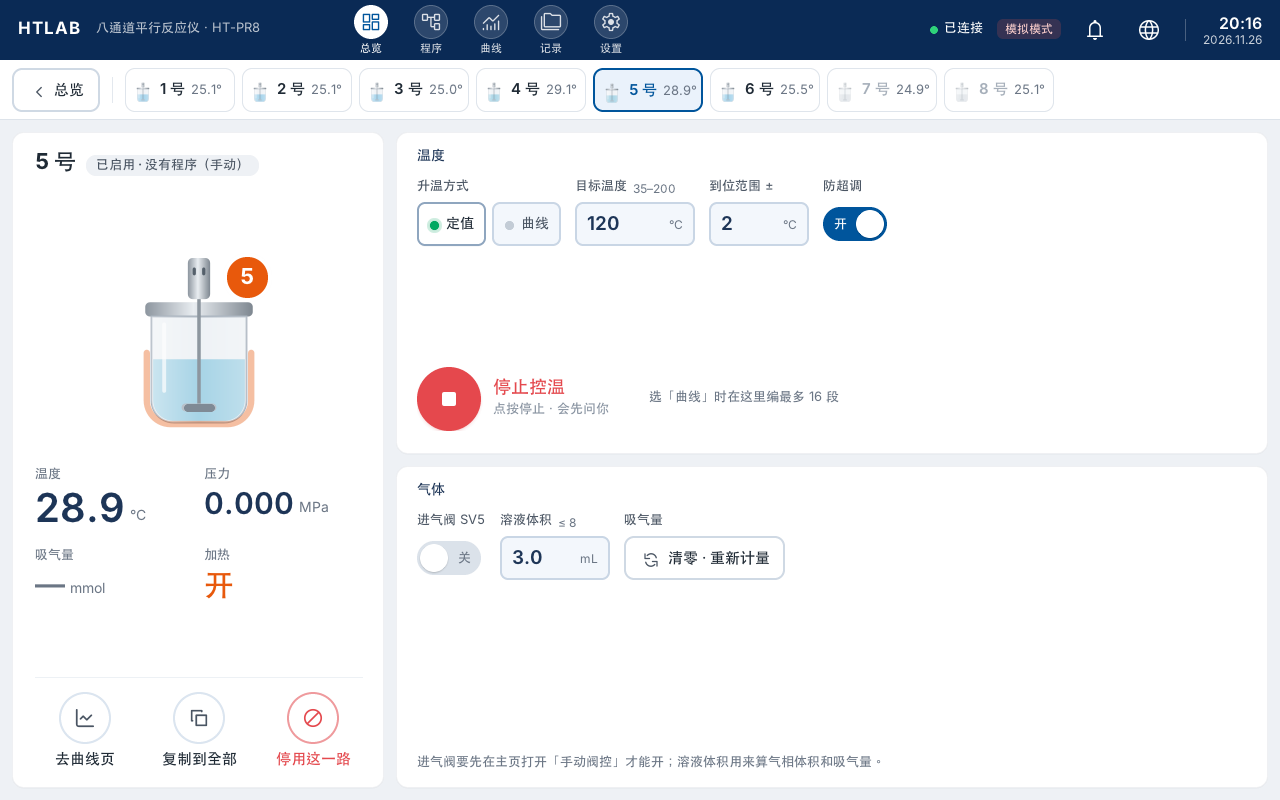 HTLAB 八通道平行反应仪 · HT-PR8
总览 程序 曲线 记录 设置
已连接 模拟模式 20:16
2026.11.26
总览 1 号 25.1° 2 号 25.1° 3 号 25.0° 4 号 29.1° 5 号 28.9° 6 号 25.5° 7 号 24.9° 8 号 25.1°
5 号 已启用 · 没有程序（手动）
5
温度 压力
28.9 °C 0.000 MPa
吸气量 加热
— mmol 开
去曲线页 复制到全部 停用这一路
温度
升温方式 目标温度 35–200 到位范围 ± 防超调
定值 曲线 120 °C 2 °C 开
停止控温
点按停止 · 会先问你
选「曲线」时在这里编最多 16 段
气体
进气阀 SV5 溶液体积 ≤ 8 吸气量
关 3.0 mL 清零 · 重新计量
进气阀要先在主页打开「手动阀控」才能开；溶液体积用来算气相体积和吸气量。